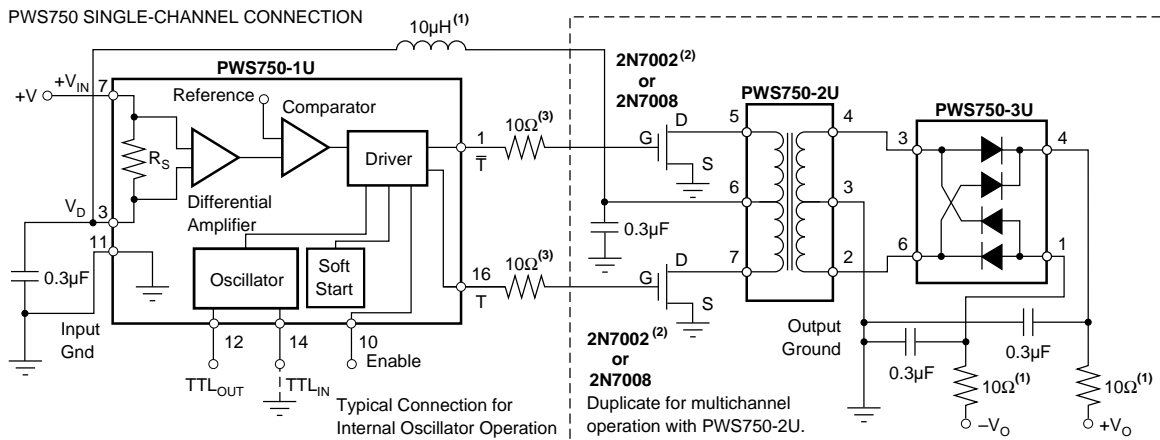 PWS750 SINGLE-CHANNEL CONNECTION
10µH(1)
PWS750-1U
+VIN
7
+V
Reference
Comparator
RS
Driver
1
T̅
10Ω(3)
Differential
Amplifier
VD
3
11
0.3µF
Input
Gnd
Oscillator
Soft
Start
16
T
10Ω(3)
12
14
10
Enable
TTLOUT
TTLIN
Typical Connection for
Internal Oscillator Operation
2N7002(2)
or
2N7008
G
D
S
0.3µF
G
D
S
2N7002(2)
or
2N7008
Duplicate for multichannel
operation with PWS750-2U.
PWS750-2U
5
4
6
3
7
2
PWS750-3U
3
4
6
1
Output
Ground
0.3µF
0.3µF
10Ω(1)
10Ω(1)
–VO
+VO